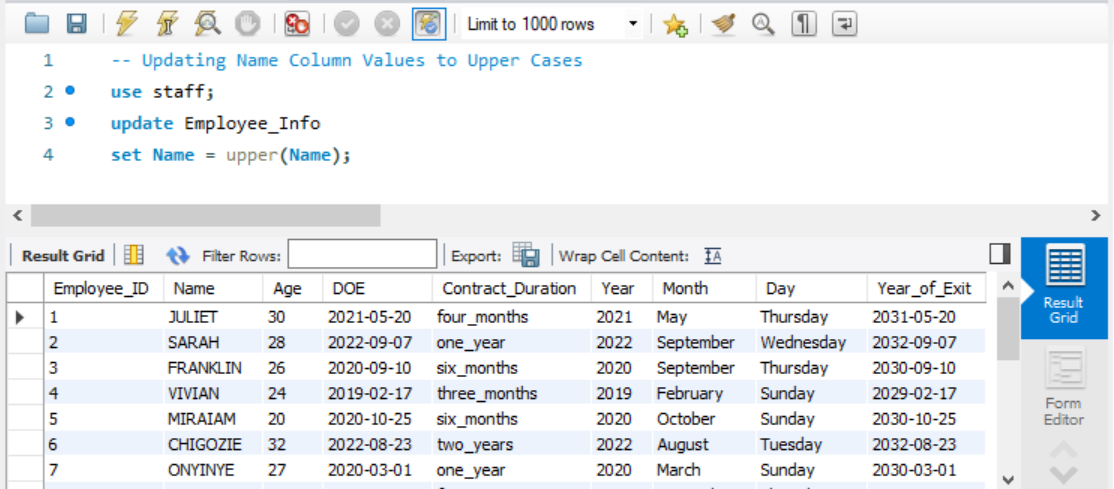 Limit to 1000 rows
1 -- Updating Name Column Values to Upper Cases
2 use staff;
3 update Employee_Info
4 set Name = upper(Name);
Result Grid Filter Rows: Export: Wrap Cell Content: IA
Employee_ID Name Age DOE Contract_Duration Year Month Day Year_of_Exit
1 JULIET 30 2021-05-20 four_months 2021 May Thursday 2031-05-20
2 SARAH 28 2022-09-07 one_year 2022 September Wednesday 2032-09-07
3 FRANKLIN 26 2020-09-10 six_months 2020 September Thursday 2030-09-10
4 VIVIAN 24 2019-02-17 three_months 2019 February Sunday 2029-02-17
5 MIRAIAM 20 2020-10-25 six_months 2020 October Sunday 2030-10-25
6 CHIGOZIE 32 2022-08-23 two_years 2022 August Tuesday 2032-08-23
7 ONYINYE 27 2020-03-01 one_year 2020 March Sunday 2030-03-01
Result
Grid
Form
Editor